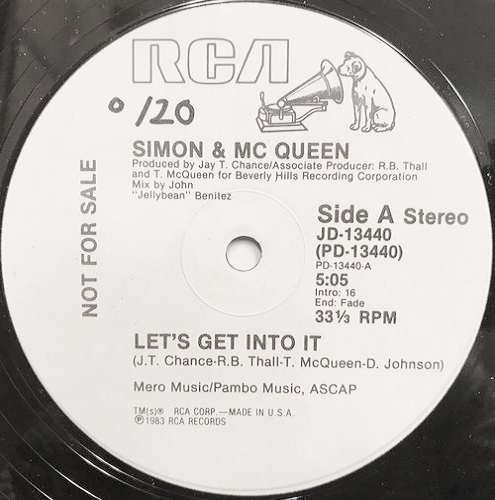 RCA
°/120
SIMON & MC QUEEN
Produced by Jay T. Chance/Associate Producer: R.B. Thall
and T. McQueen for Beverly Hills Recording Corporation
Mix by John
"Jellybean" Benitez
NOT FOR SALE
Side A Stereo
JD-13440
(PD-13440)
PD-13440-A
5:05
Intro: 16
End: Fade
33⅓ RPM
LET'S GET INTO IT
(J.T. Chance-R.B. Thall-T. McQueen-D. Johnson)
Mero Music/Pambo Music, ASCAP
TM(s)® RCA CORP.—MADE IN U.S.A.
℗1983 RCA RECORDS